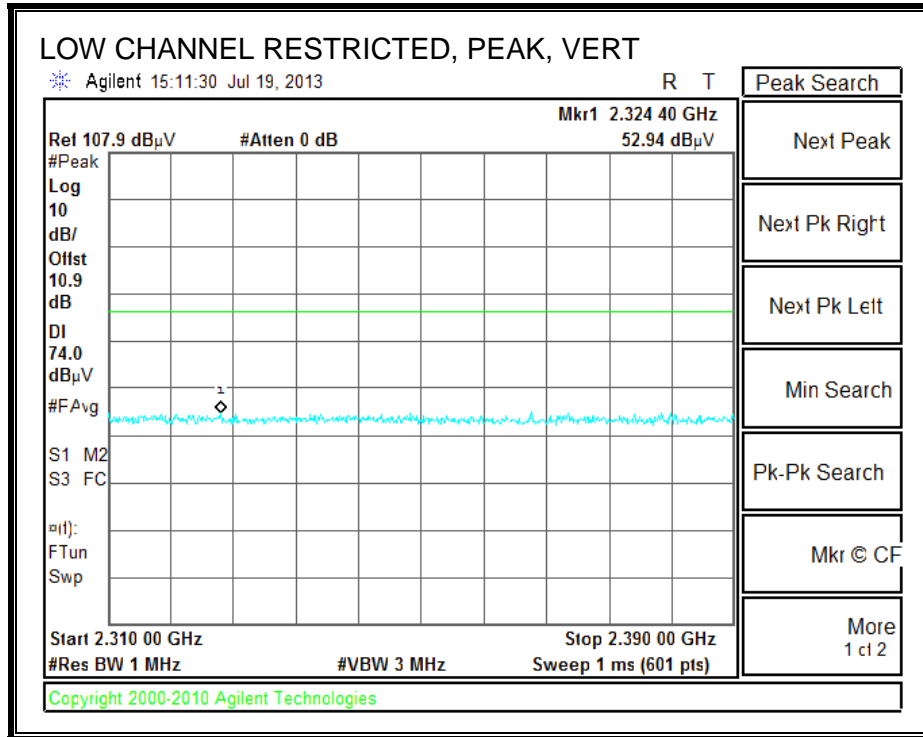 LOW CHANNEL RESTRICTED, PEAK, VERT
Agilent 15:11:30 Jul 19, 2013 R T
Peak Search
Mkr1 2.324 40 GHz
Ref 107.9 dBµV #Atten 0 dB 52.94 dBµV
#Peak
Log
10
dB/
Offst
10.9
dB
DI
74.0
dBµV
#FAvg
1
S1 M2
S3 FC
¤(f):
FTun
Swp
Start 2.310 00 GHz Stop 2.390 00 GHz
#Res BW 1 MHz #VBW 3 MHz Sweep 1 ms (601 pts)
Next Peak
Next Pk Right
Next Pk Left
Min Search
Pk-Pk Search
Mkr © CF
More
1 of 2
Copyright 2000-2010 Agilent Technologies